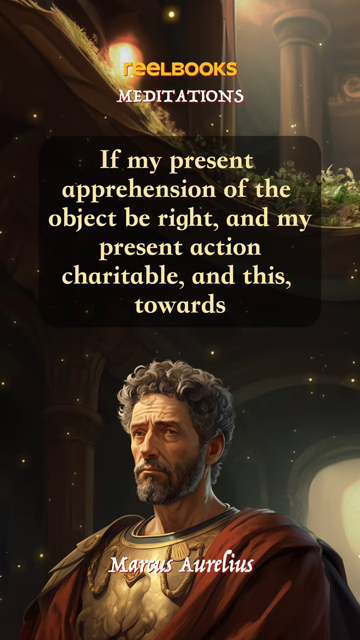 reelbooks
MEDITATIONS
If my present
apprehension of the
object be right, and my
present action
charitable, and this,
towards
Marcus Aurelius